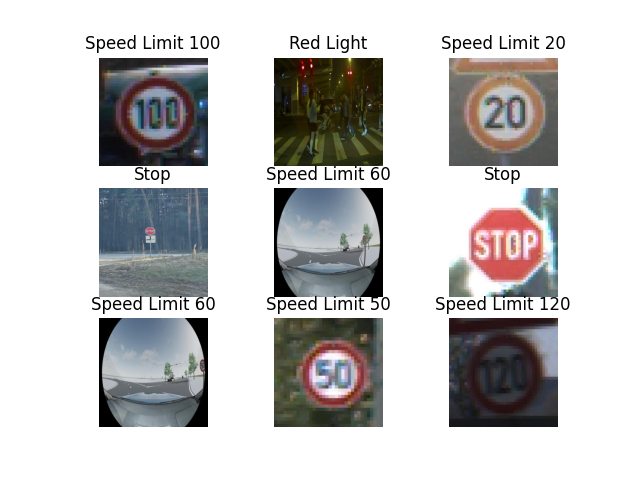 Speed Limit 100
Red Light
Speed Limit 20
100
20
Stop
Speed Limit 60
Stop
STOP
Speed Limit 60
Speed Limit 50
Speed Limit 120
50
120